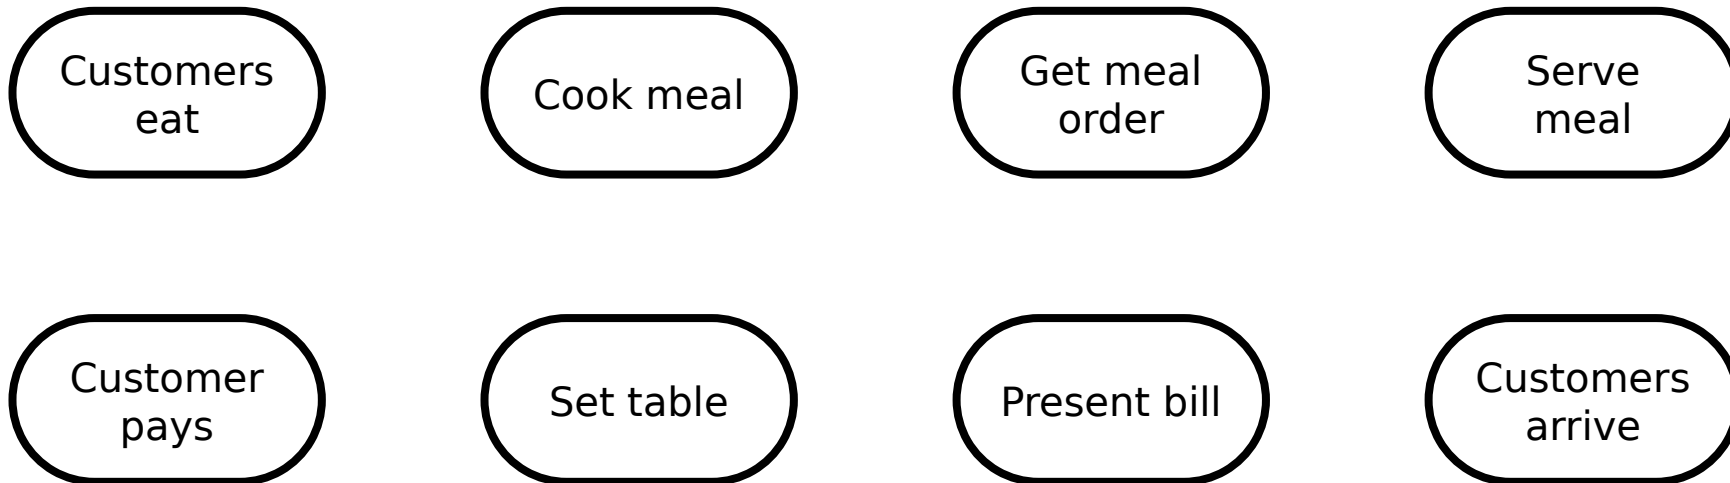 Customers
eat
Cook meal
Get meal
order
Serve
meal
Customer
pays
Set table
Present bill
Customers
arrive